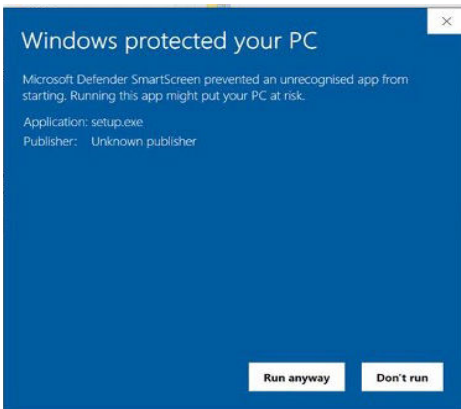 Windows protected your PC
Microsoft Defender SmartScreen prevented an unrecognised app from
starting. Running this app might put your PC at risk.
Application: setup.exe
Publisher: Unknown publisher
Run anyway Don't run